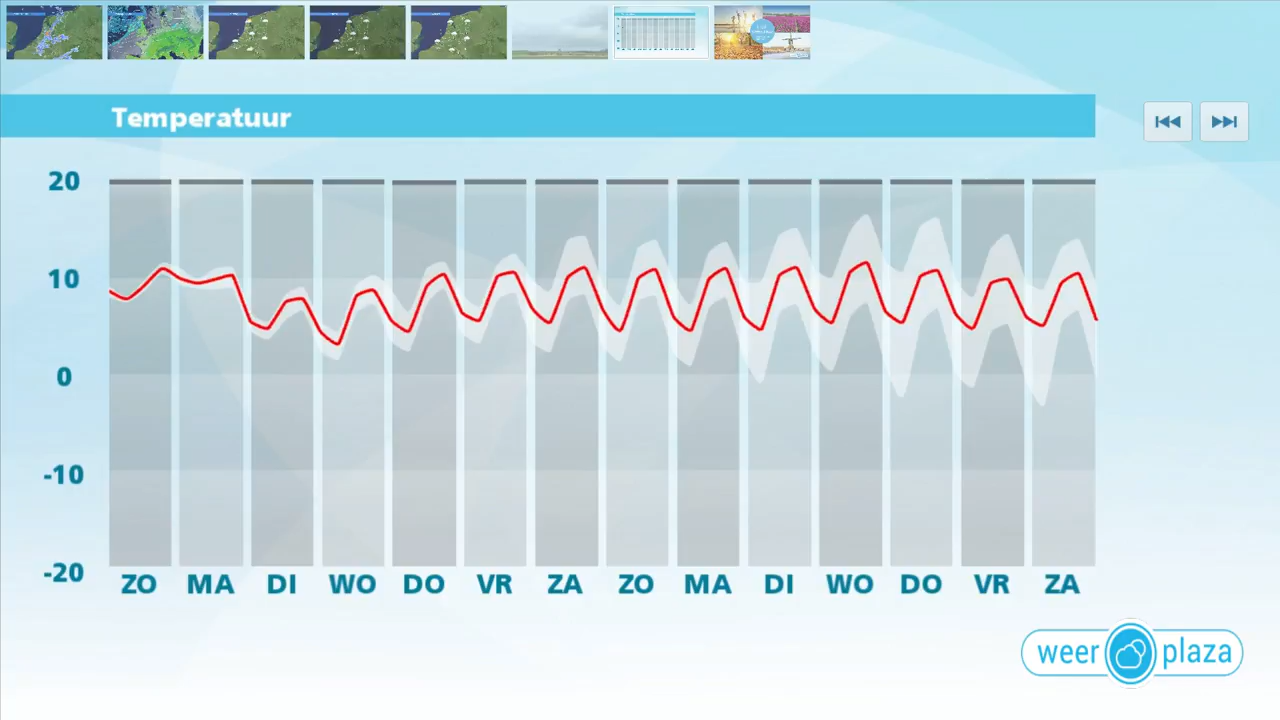 Temperatuur
20
10
0
-10
-20
ZO MA DI WO DO VR ZA ZO MA DI WO DO VR ZA
weer plaza